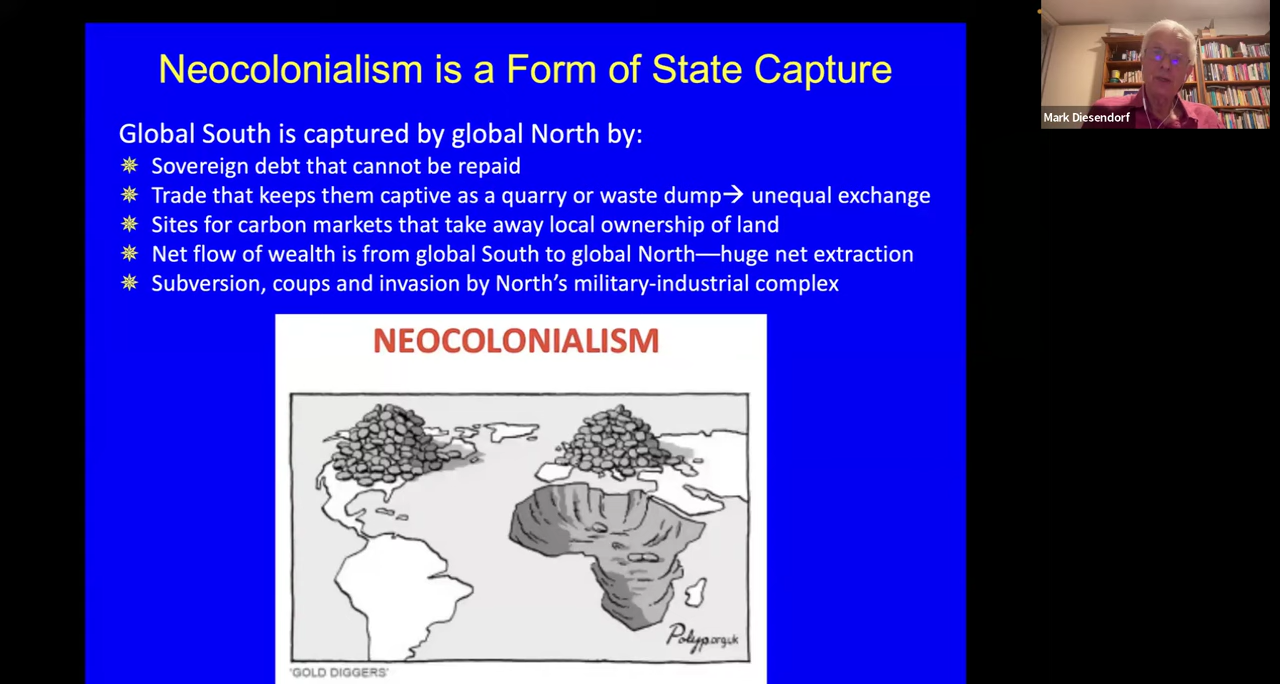 Neocolonialism is a Form of State Capture
Global South is captured by global North by:
Sovereign debt that cannot be repaid
Trade that keeps them captive as a quarry or waste dump→ unequal exchange
Sites for carbon markets that take away local ownership of land
Net flow of wealth is from global South to global North—huge net extraction
Subversion, coups and invasion by North’s military-industrial complex
NEOCOLONIALISM
Polyp.org.uk
'GOLD DIGGERS'
Mark Diesendorf